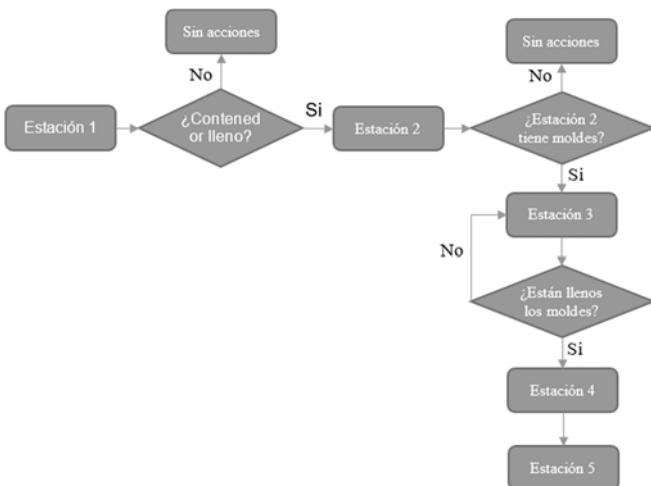 Sin acciones
No
Estación 1
¿Contened
or lleno?
Si
Estación 2
Sin acciones
No
¿Estación 2
tiene moldes?
Si
Estación 3
No
¿Están llenos
los moldes?
Si
Estación 4
Estación 5